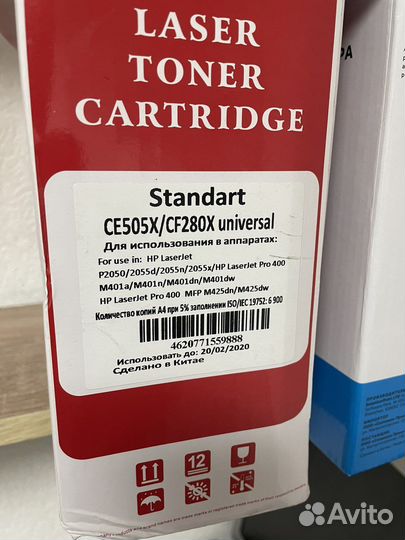 LASER
TONER
CARTRIDGE
Standart
CE505X/CF280X universal
Для использования в аппаратах:
For use in: HP LaserJet
P2050/2055d/2055n/2055x/HP LaserJet Pro 400
M401a/M401n/M401dn/M401dw
HP LaserJet Pro 400 MFP M425dn/M425dw
Количество копий А4 при 5% заполнении ISO/IEC 19752: 6 900
4620771559888
Использовать до: 20/02/2020
Сделано в Китае
12
Avito